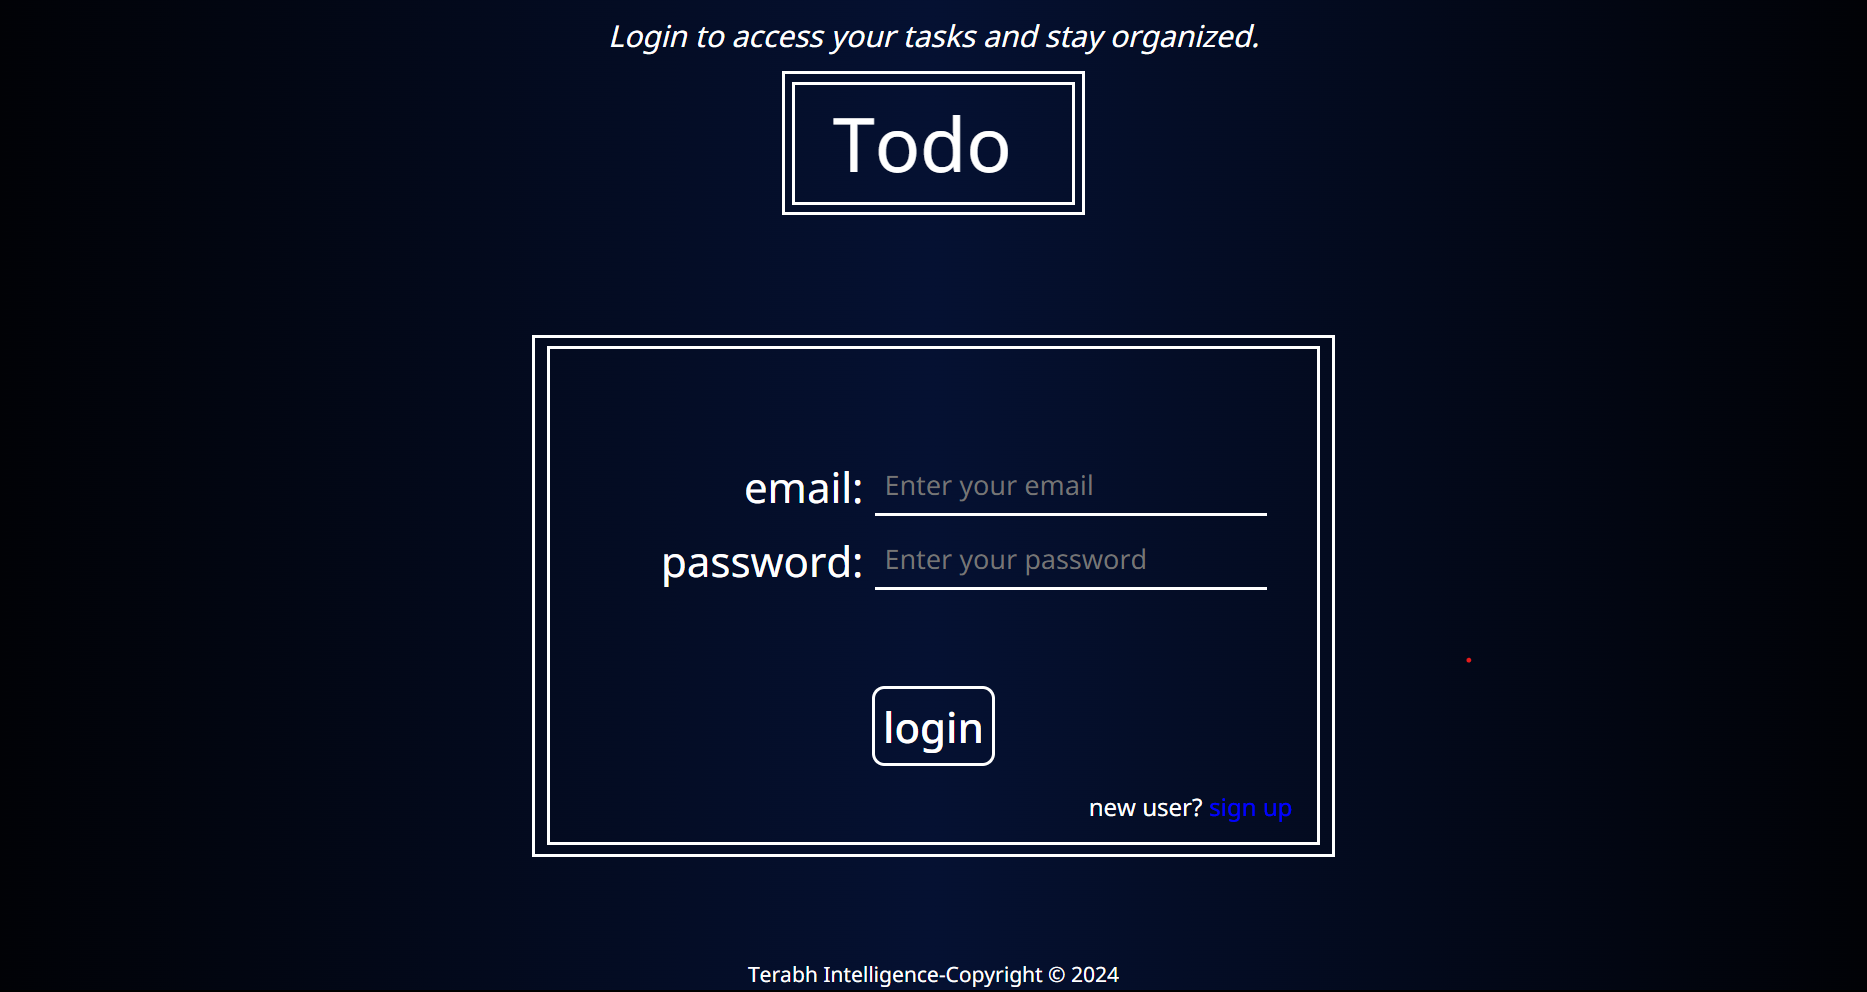 Login to access your tasks and stay organized.
Todo
email: Enter your email
password: Enter your password
login
new user? sign up
Terabh Intelligence-Copyright © 2024